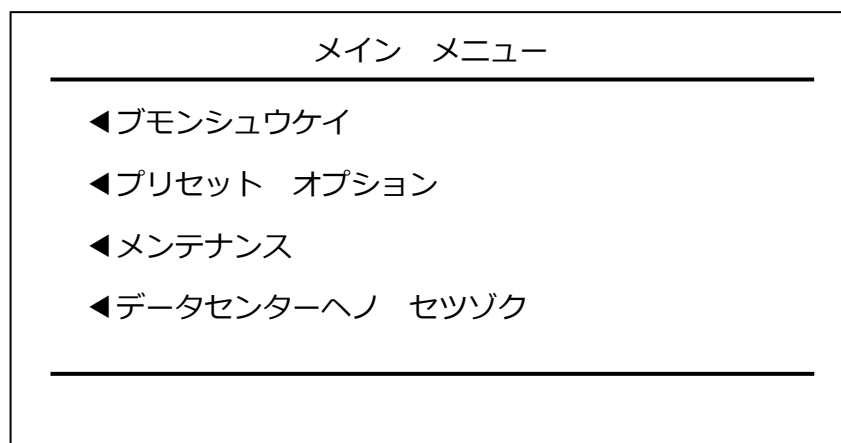 メイン　メニュー
◀ブモンシュウケイ
◀プリセット　オプション
◀メンテナンス
◀データセンターヘノ　セツゾク